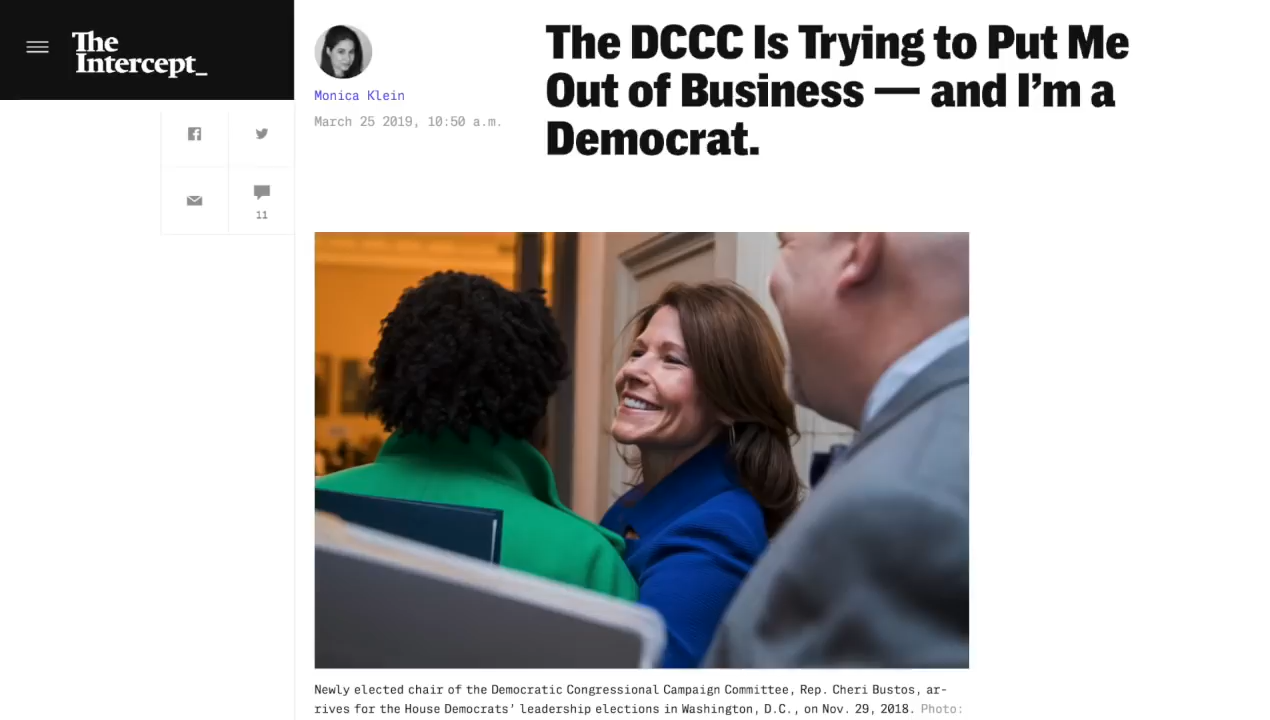 The
Intercept_
Monica Klein
March 25 2019, 10:50 a.m.
The DCCC Is Trying to Put Me
Out of Business — and I’m a
Democrat.
11
Newly elected chair of the Democratic Congressional Campaign Committee, Rep. Cheri Bustos, ar-
rives for the House Democrats’ leadership elections in Washington, D.C., on Nov. 29, 2018. Photo: